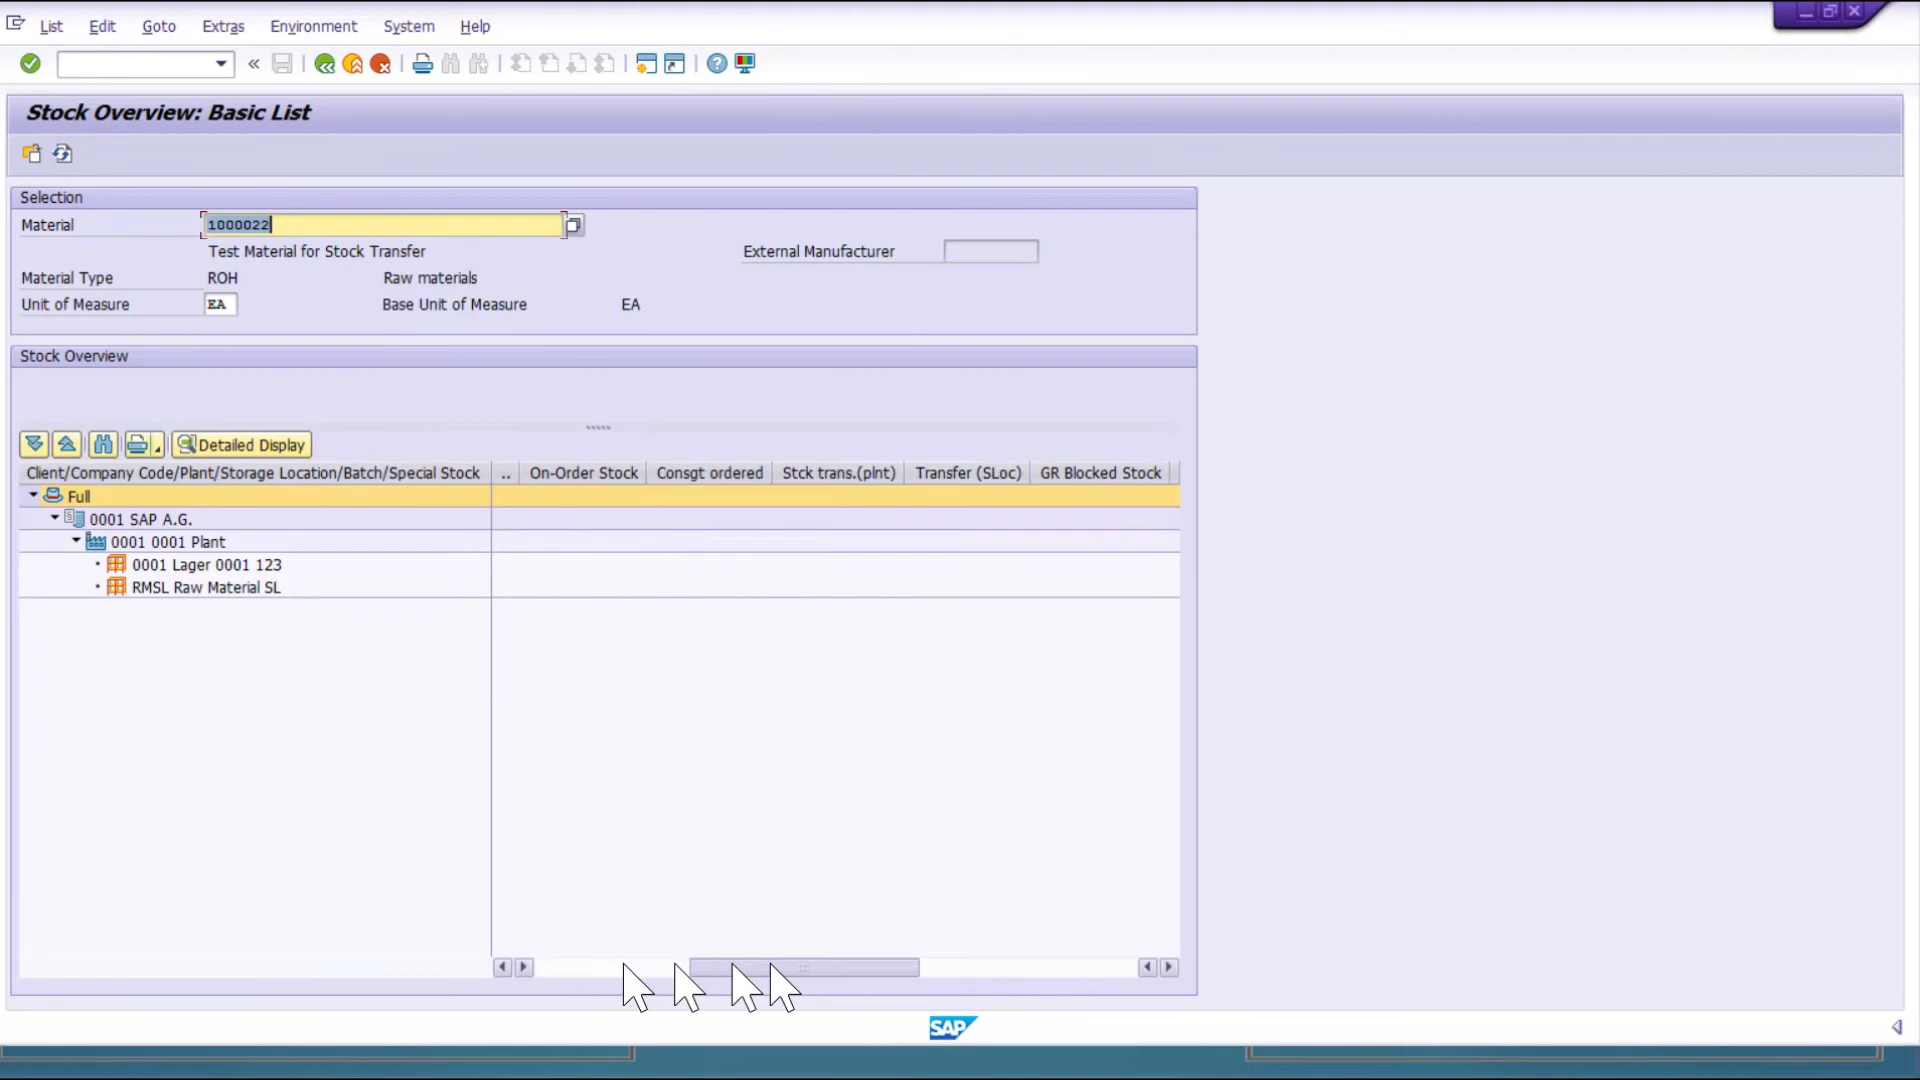 List Edit Goto Extras Environment System Help
Stock Overview: Basic List
Selection
Material 1000022
Test Material for Stock Transfer External Manufacturer
Material Type ROH Raw materials
Unit of Measure EA Base Unit of Measure EA
Stock Overview
Detailed Display
Client/Company Code/Plant/Storage Location/Batch/Special Stock .. On-Order Stock Consgt ordered Stck trans.(plnt) Transfer (SLoc) GR Blocked Stock
Full
0001 SAP A.G.
0001 0001 Plant
0001 Lager 0001 123
RMSL Raw Material SL
SAP